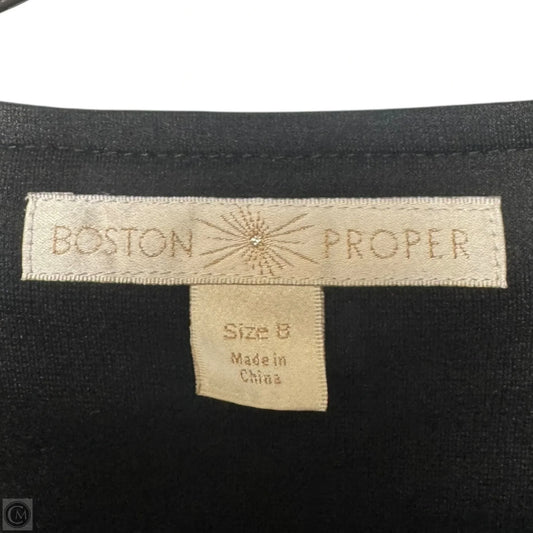 BOSTON PROPER
Size 8
Made in
China